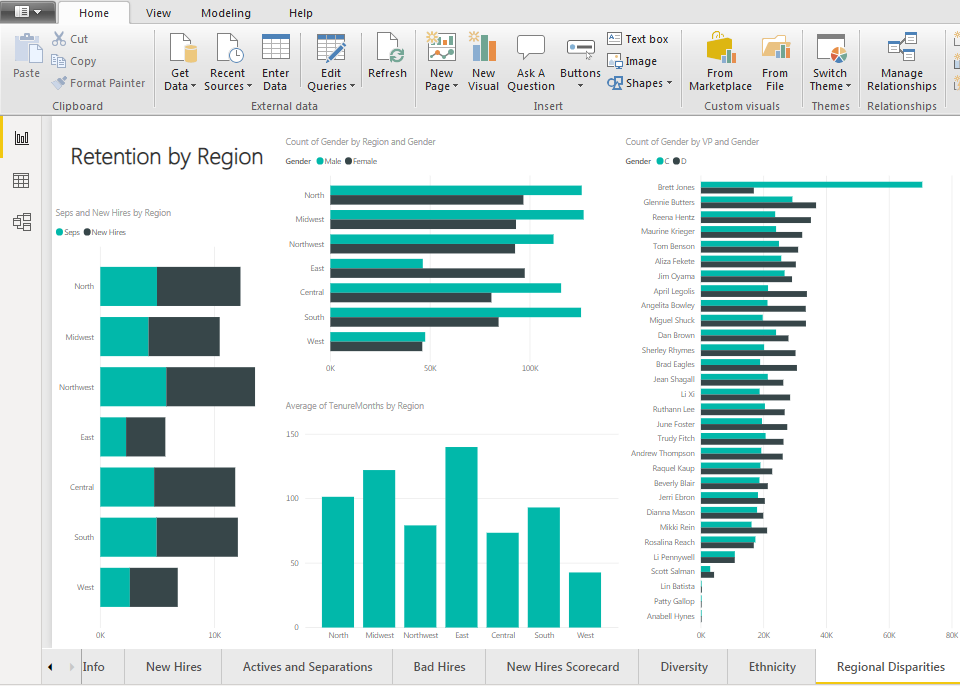 Home View Modeling Help
Cut
Copy
Format Painter
Paste
Get Data
Recent Sources
Enter Data
Edit Queries
Refresh
New Page
New Visual
Ask A Question
Buttons
Text box
Image
Shapes
From Marketplace
From File
Switch Theme
Manage Relationships
Clipboard External data Insert Custom visuals Themes Relationships
Retention by Region
Seps and New Hires by Region
Seps New Hires
North
Midwest
Northwest
East
Central
South
West
0K 10K
Count of Gender by Region and Gender
Gender Male Female
North
Midwest
Northwest
East
Central
South
West
0K 50K 100K
Average of TenureMonths by Region
150
100
50
0
North Midwest Northwest East Central South West
Count of Gender by VP and Gender
Gender C D
Brett Jones
Glennie Butters
Reena Hentz
Maurine Krieger
Tom Benson
Aliza Fekete
Jim Oyama
April Legolis
Angelita Bowley
Miguel Shuck
Dan Brown
Sherley Rhymes
Brad Eagles
Jean Shagall
Li Xi
Ruthann Lee
June Foster
Trudy Fitch
Andrew Thompson
Raquel Kaup
Beverly Blair
Jerri Ebron
Dianna Mason
Mikki Rein
Rosalina Reach
Li Pennywell
Scott Salman
Lin Batista
Patty Gallop
Anabell Hynes
0K 20K 40K 60K 80K
Info New Hires Actives and Separations Bad Hires New Hires Scorecard Diversity Ethnicity Regional Disparities